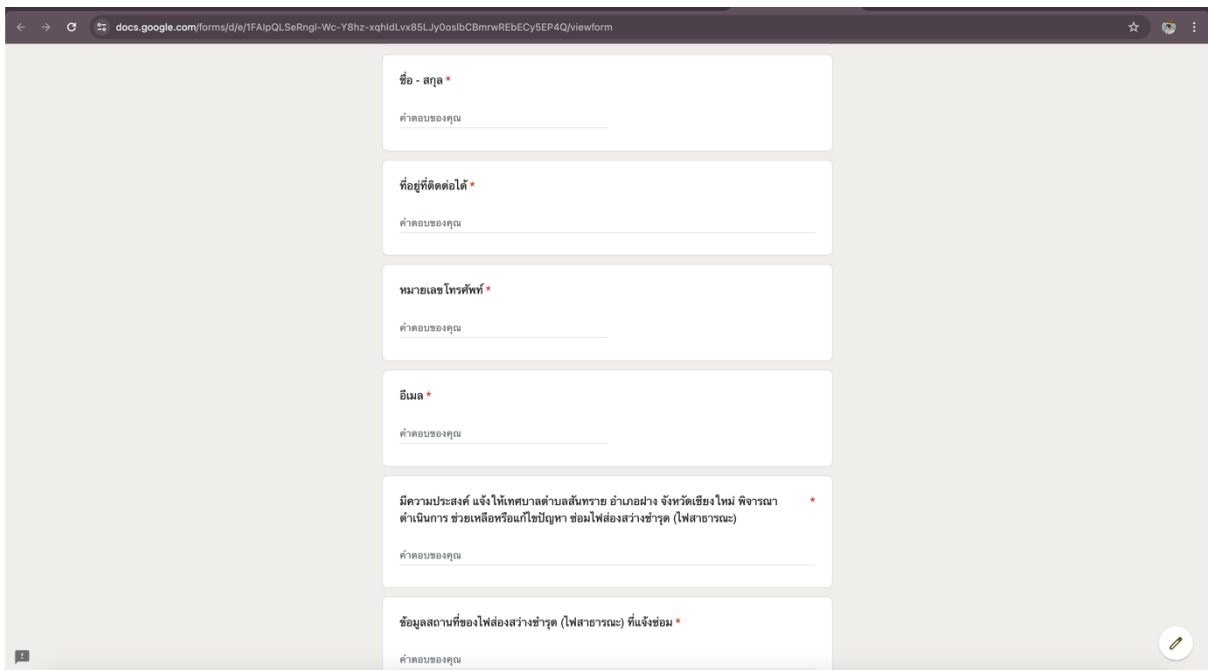 docs.google.com/forms/d/e/1FAIpQLSeRngI-Wc-Y8hz-xqhIdLvx85LJy0oslbCBmrwREbECy5EP4Q/viewform
ชื่อ - สกุล *
คำตอบของคุณ
ที่อยู่ที่ติดต่อได้ *
คำตอบของคุณ
หมายเลขโทรศัพท์ *
คำตอบของคุณ
อีเมล *
คำตอบของคุณ
มีความประสงค์ แจ้งให้เทศบาลตำบลสันทราย อำเภอฝาง จังหวัดเชียงใหม่ พิจารณา *
ดำเนินการ ช่วยเหลือหรือแก้ไขปัญหา ซ่อมไฟส่องสว่างชำรุด (ไฟสาธารณะ)
คำตอบของคุณ
ข้อมูลสถานที่ของไฟส่องสว่างชำรุด (ไฟสาธารณะ) ที่แจ้งซ่อม *
คำตอบของคุณ